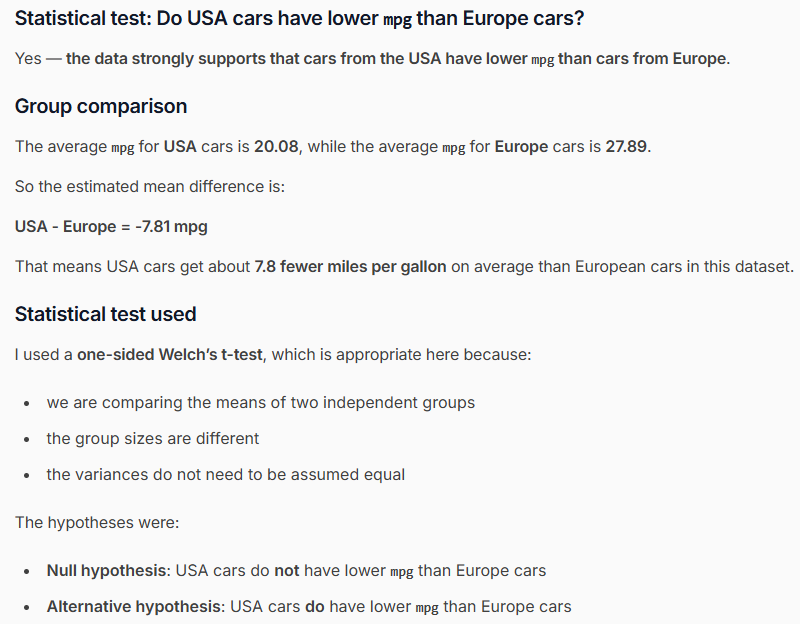 Statistical test: Do USA cars have lower mpg than Europe cars?
Yes — the data strongly supports that cars from the USA have lower mpg than cars from Europe.
Group comparison
The average mpg for USA cars is 20.08, while the average mpg for Europe cars is 27.89.
So the estimated mean difference is:
USA - Europe = -7.81 mpg
That means USA cars get about 7.8 fewer miles per gallon on average than European cars in this dataset.
Statistical test used
I used a one-sided Welch's t-test, which is appropriate here because:
• we are comparing the means of two independent groups
• the group sizes are different
• the variances do not need to be assumed equal
The hypotheses were:
• Null hypothesis: USA cars do not have lower mpg than Europe cars
• Alternative hypothesis: USA cars do have lower mpg than Europe cars